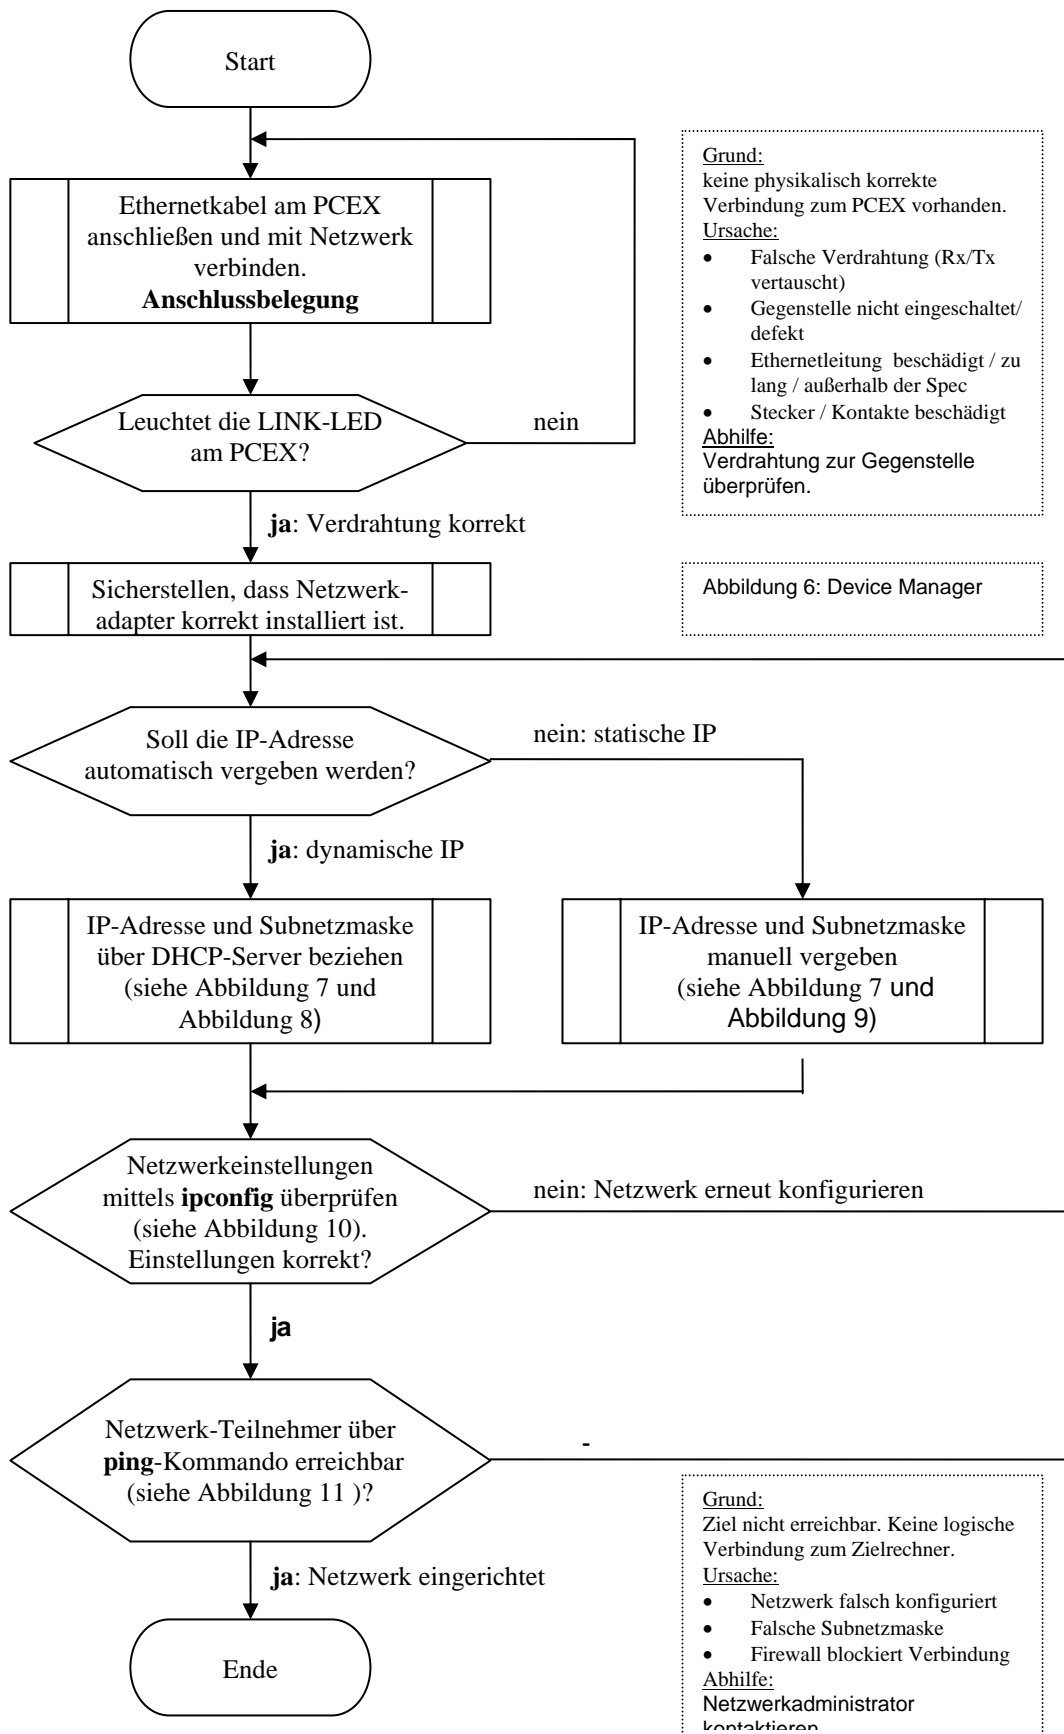 Start
Ethernetkabel am PCEX
anschließen und mit Netzwerk
verbinden.
Anschlussbelegung
Grund:
keine physikalisch korrekte
Verbindung zum PCEX vorhanden.
Ursache:
• Falsche Verdrahtung (Rx/Tx
vertauscht)
• Gegenstelle nicht eingeschaltet/
defekt
• Ethernetleitung beschädigt / zu
lang / außerhalb der Spec
• Stecker / Kontakte beschädigt
Abhilfe:
Verdrahtung zur Gegenstelle
überprüfen.
Leuchtet die LINK-LED
am PCEX?
nein
ja: Verdrahtung korrekt
Sicherstellen, dass Netzwerk-
adapter korrekt installiert ist.
Abbildung 6: Device Manager
Soll die IP-Adresse
automatisch vergeben werden?
nein: statische IP
ja: dynamische IP
IP-Adresse und Subnetzmaske
über DHCP-Server beziehen
(siehe Abbildung 7 und
Abbildung 8)
IP-Adresse und Subnetzmaske
manuell vergeben
(siehe Abbildung 7 und
Abbildung 9)
Netzwerkeinstellungen
mittels ipconfig überprüfen
(siehe Abbildung 10).
Einstellungen korrekt?
nein: Netzwerk erneut konfigurieren
ja
Netzwerk-Teilnehmer über
ping-Kommando erreichbar
(siehe Abbildung 11 )?
-
ja: Netzwerk eingerichtet
Grund:
Ziel nicht erreichbar. Keine logische
Verbindung zum Zielrechner.
Ursache:
• Netzwerk falsch konfiguriert
• Falsche Subnetzmaske
• Firewall blockiert Verbindung
Abhilfe:
Netzwerkadministrator
kontaktieren
Ende